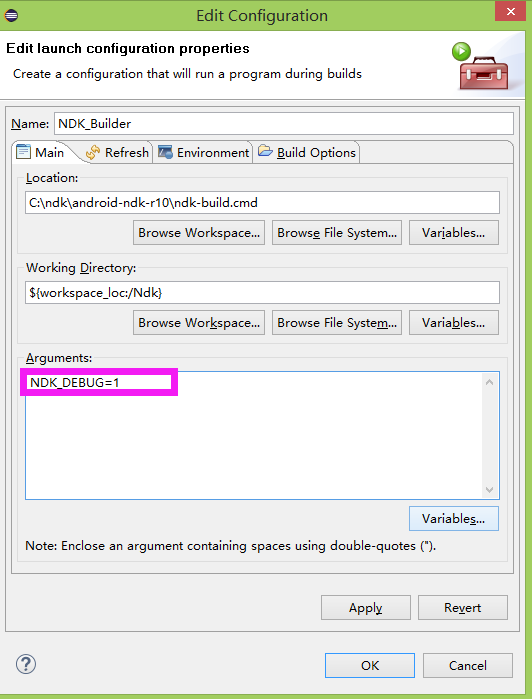 Edit Configuration
Edit launch configuration properties
Create a configuration that will run a program during builds
Name: NDK_Builder
Main Refresh Environment Build Options
Location:
C:\ndk\android-ndk-r10\ndk-build.cmd
Browse Workspace... Browse File System... Variables...
Working Directory:
${workspace_loc:/Ndk}
Browse Workspace... Browse File System... Variables...
Arguments:
NDK_DEBUG=1
Variables...
Note: Enclose an argument containing spaces using double-quotes (").
Apply Revert
OK Cancel